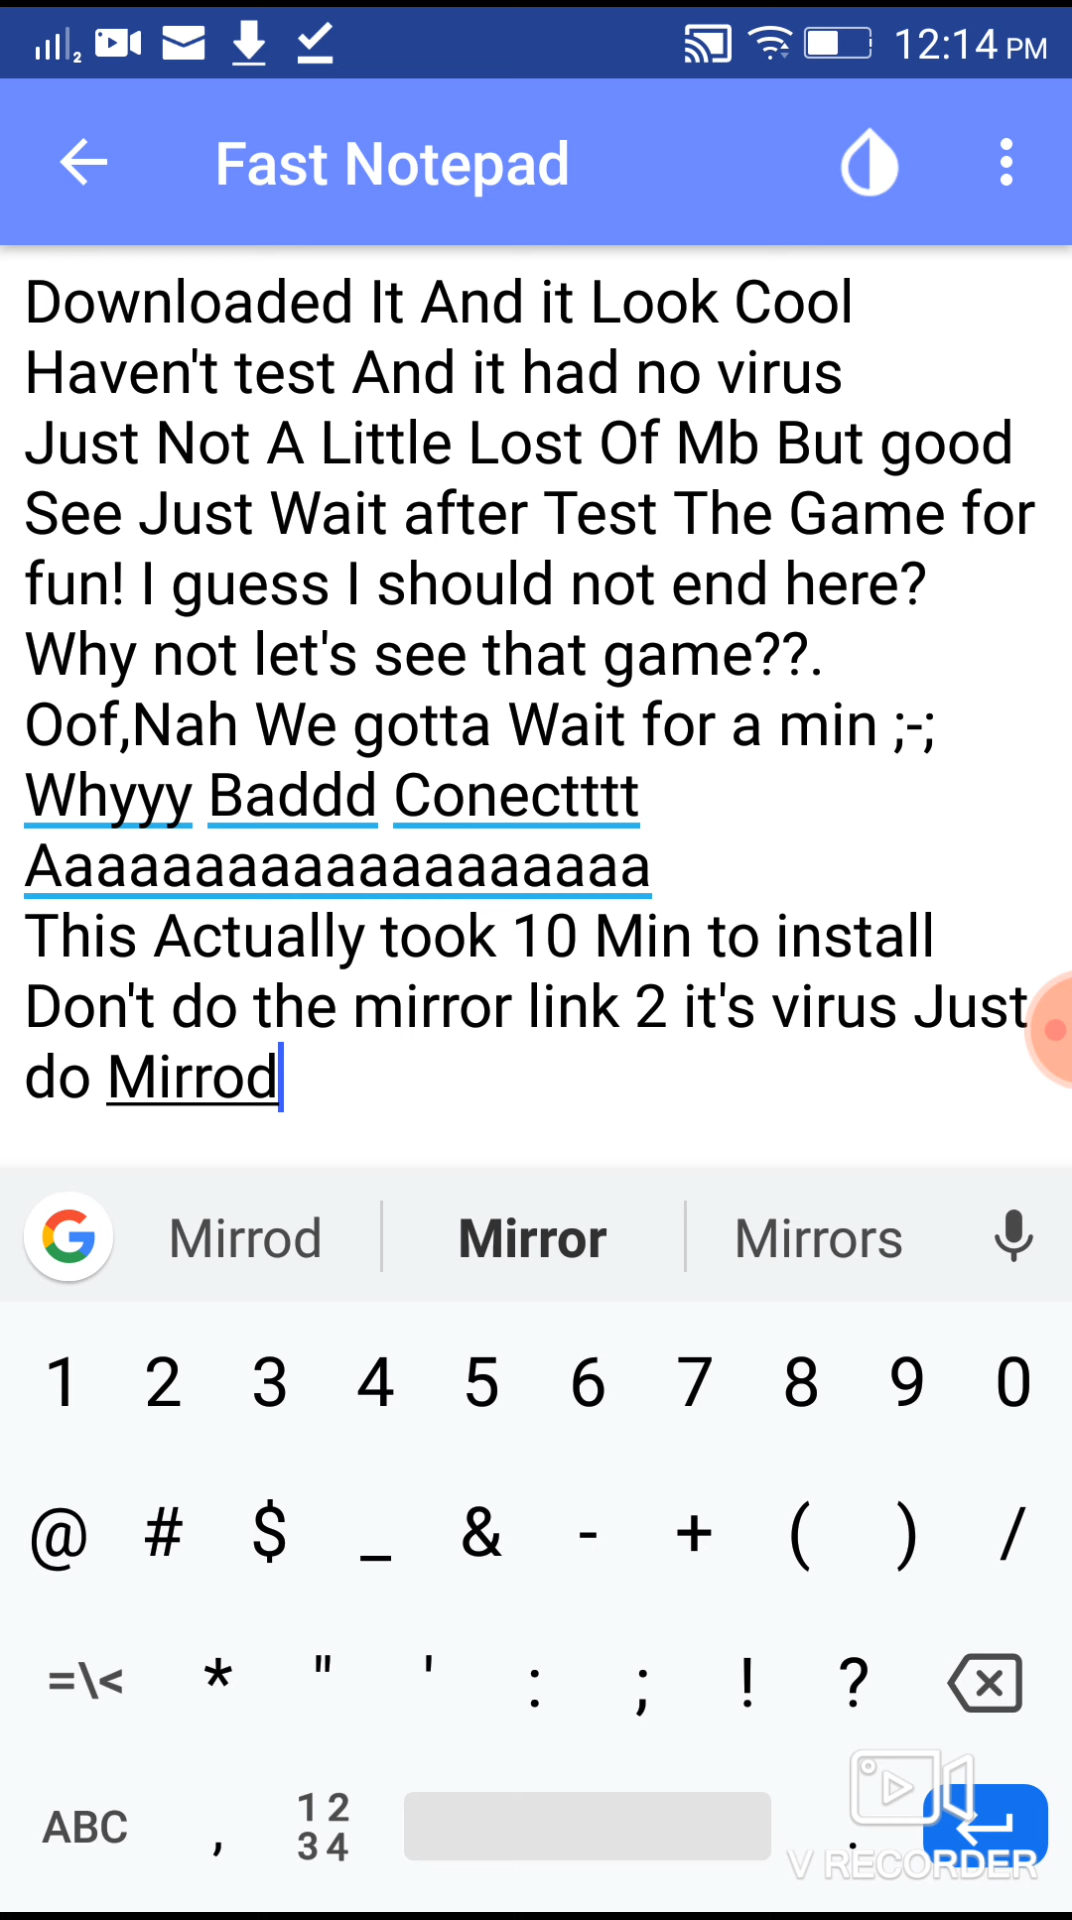 2 12:14 PM
Fast Notepad
Downloaded It And it Look Cool
Haven't test And it had no virus
Just Not A Little Lost Of Mb But good
See Just Wait after Test The Game for
fun! I guess I should not end here?
Why not let's see that game??.
Oof,Nah We gotta Wait for a min ;-;
Whyyy Baddd Conectttt
Aaaaaaaaaaaaaaaaaaa
This Actually took 10 Min to install
Don't do the mirror link 2 it's virus Just
do Mirrod
G Mirrod Mirror Mirrors
1 2 3 4 5 6 7 8 9 0
@ # $ _ & - + ( ) /
=\< * " ' : ; ! ?
ABC , 12 34 .
V RECORDER